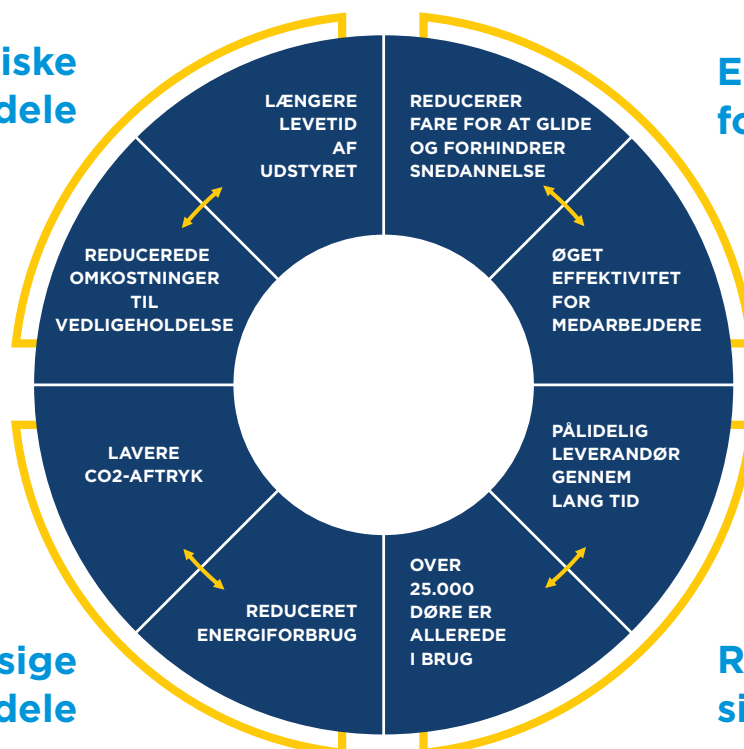 iske
dele
E
fo
LÆNGERE
LEVETID
AF
UDSTYRET
REDUCERER
FARE FOR AT GLIDE
OG FORHINDRER
SNEDANNELSE
REDUCEREDE
OMKOSTNINGER
TIL
VEDLIGEHOLDELSE
ØGET
EFFEKTIVITET
FOR
MEDARBEJDERE
LAVERE
CO2-AFTRYK
PÅLIDELIG
LEVERANDØR
GENNEM
LANG TID
REDUCERET
ENERGIFORBRUG
OVER
25.000
DØRE ER
ALLEREDE
I BRUG
sige
dele
R
si